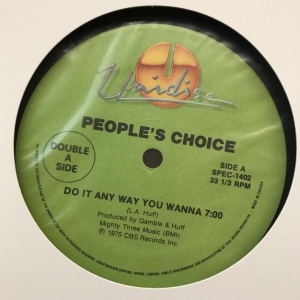 Unidisc
PEOPLE'S CHOICE
DOUBLE
A
SIDE
SIDE A
SPEC-1402
33 1/3 RPM
DO IT ANY WAY YOU WANNA 7:00
(L.A. Huff)
Produced by Gamble & Huff
Mighty Three Music (BMI)
℗ 1975 CBS Records Inc.